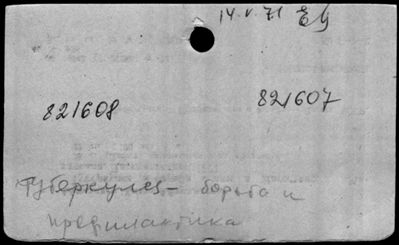 14.V.71
821608 821607
Туберкулез - борьба и
профилактика